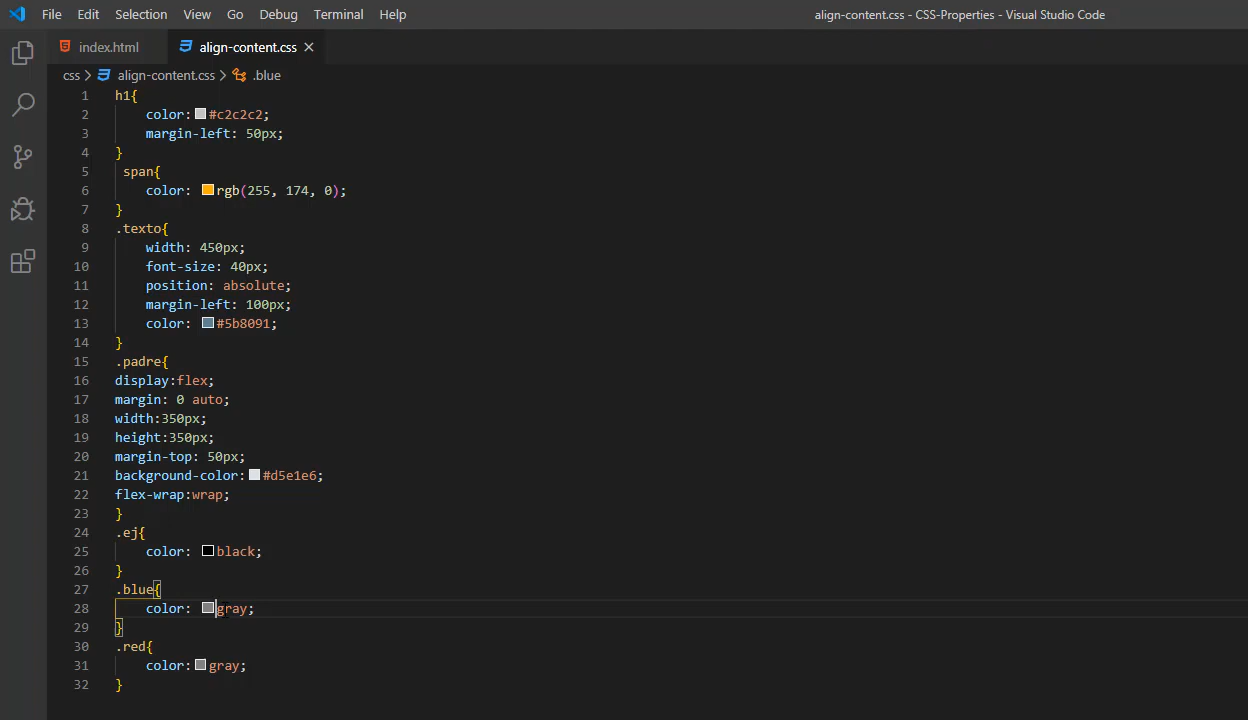 File Edit Selection View Go Debug Terminal Help align-content.css - CSS-Properties - Visual Studio Code
index.html align-content.css
css align-content.css .blue
1 h1{
2 color: #c2c2c2;
3 margin-left: 50px;
4 }
5 span{
6 color: rgb(255, 174, 0);
7 }
8 .texto{
9 width: 450px;
10 font-size: 40px;
11 position: absolute;
12 margin-left: 100px;
13 color: #5b8091;
14 }
15 .padre{
16 display:flex;
17 margin: 0 auto;
18 width:350px;
19 height:350px;
20 margin-top: 50px;
21 background-color: #d5e1e6;
22 flex-wrap:wrap;
23 }
24 .ej{
25 color: black;
26 }
27 .blue{
28 color: gray;
29 }
30 .red{
31 color: gray;
32 }